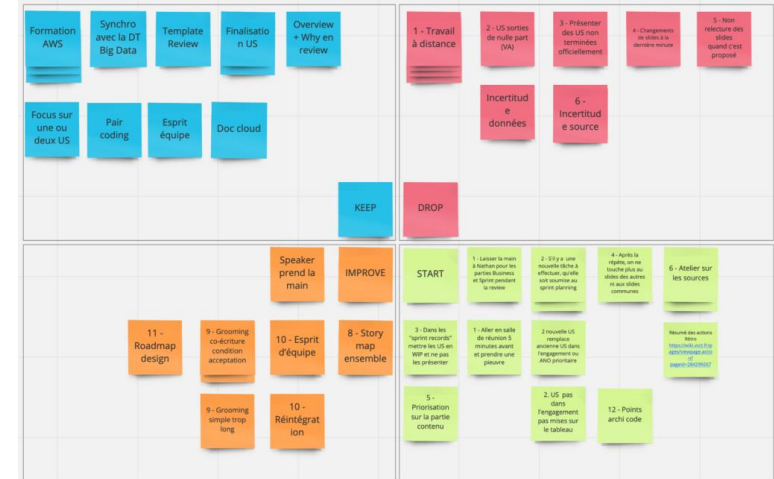 Formation
AWS
Synchro
avec la DT
Big Data
Template
Review
Finalisatio
n US
Overview
+ Why en
review
Focus sur
une ou
deux US
Pair
coding
Esprit
équipe
Doc cloud
KEEP
1 - Travail
à distance
2 - US sorties
de nulle part
(VA)
3 - Présenter
des US non
terminées
officiellement
4 - Changements
de slides à la
dernière minute
5 - Non
relecture des
slides
quand c'est
proposé
Incertitud
e
données
6 -
Incertitud
e source
DROP
Speaker
prend la
main
IMPROVE
11 -
Roadmap
design
9 - Grooming
co-écriture
condition
acceptation
10 - Esprit
d'équipe
8 - Story
map
ensemble
9 - Grooming
simple trop
long
10 -
Réintégrat
ion
START
1 - Laisser la main
à Nathan pour les
parties Business
et Sprint pendant
la review
2 - S'il y a une
nouvelle tâche à
effectuer, qu'elle
soit soumise au
sprint planning
4 - Après la
répète, on ne
touche plus au
slides des autres
ni aux slides
communes
6 - Atelier sur
les sources
3 - Dans les
"sprint records"
mettre les US en
WIP et ne pas
les présenter
1 - Aller en salle
de réunion 5
minutes avant
et prendre une
pieuvre
2 nouvelle US
remplace
ancienne US dans
l'engagement ou
ANO prioritaire
Résumé des actions
Rétro
5 -
Priorisation
sur la partie
contenu
2. US pas
dans
l'engagement
pas mises sur
le tableau
12 - Points
archi code